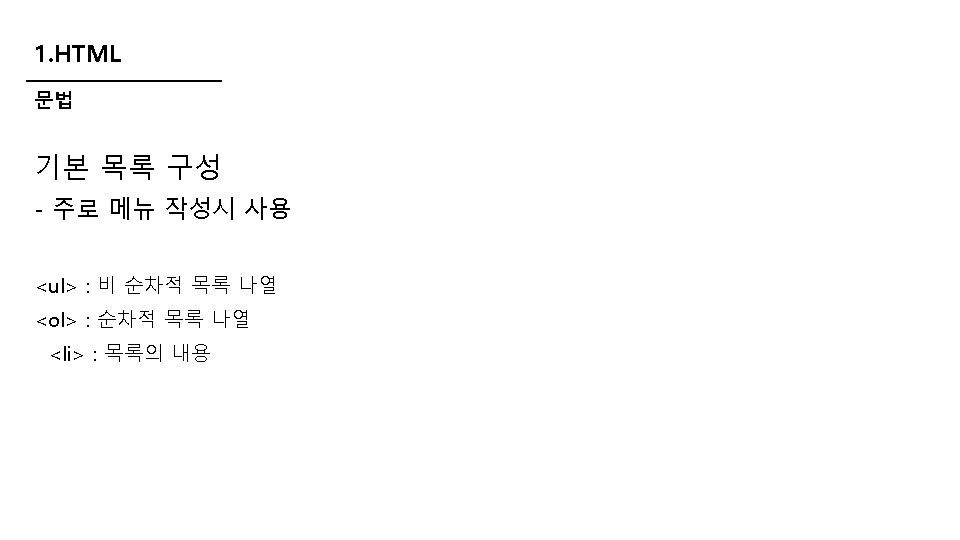 1.HTML
문법
기본 목록 구성
- 주로 메뉴 작성시 사용
<ul> : 비 순차적 목록 나열
<ol> : 순차적 목록 나열
<li> : 목록의 내용